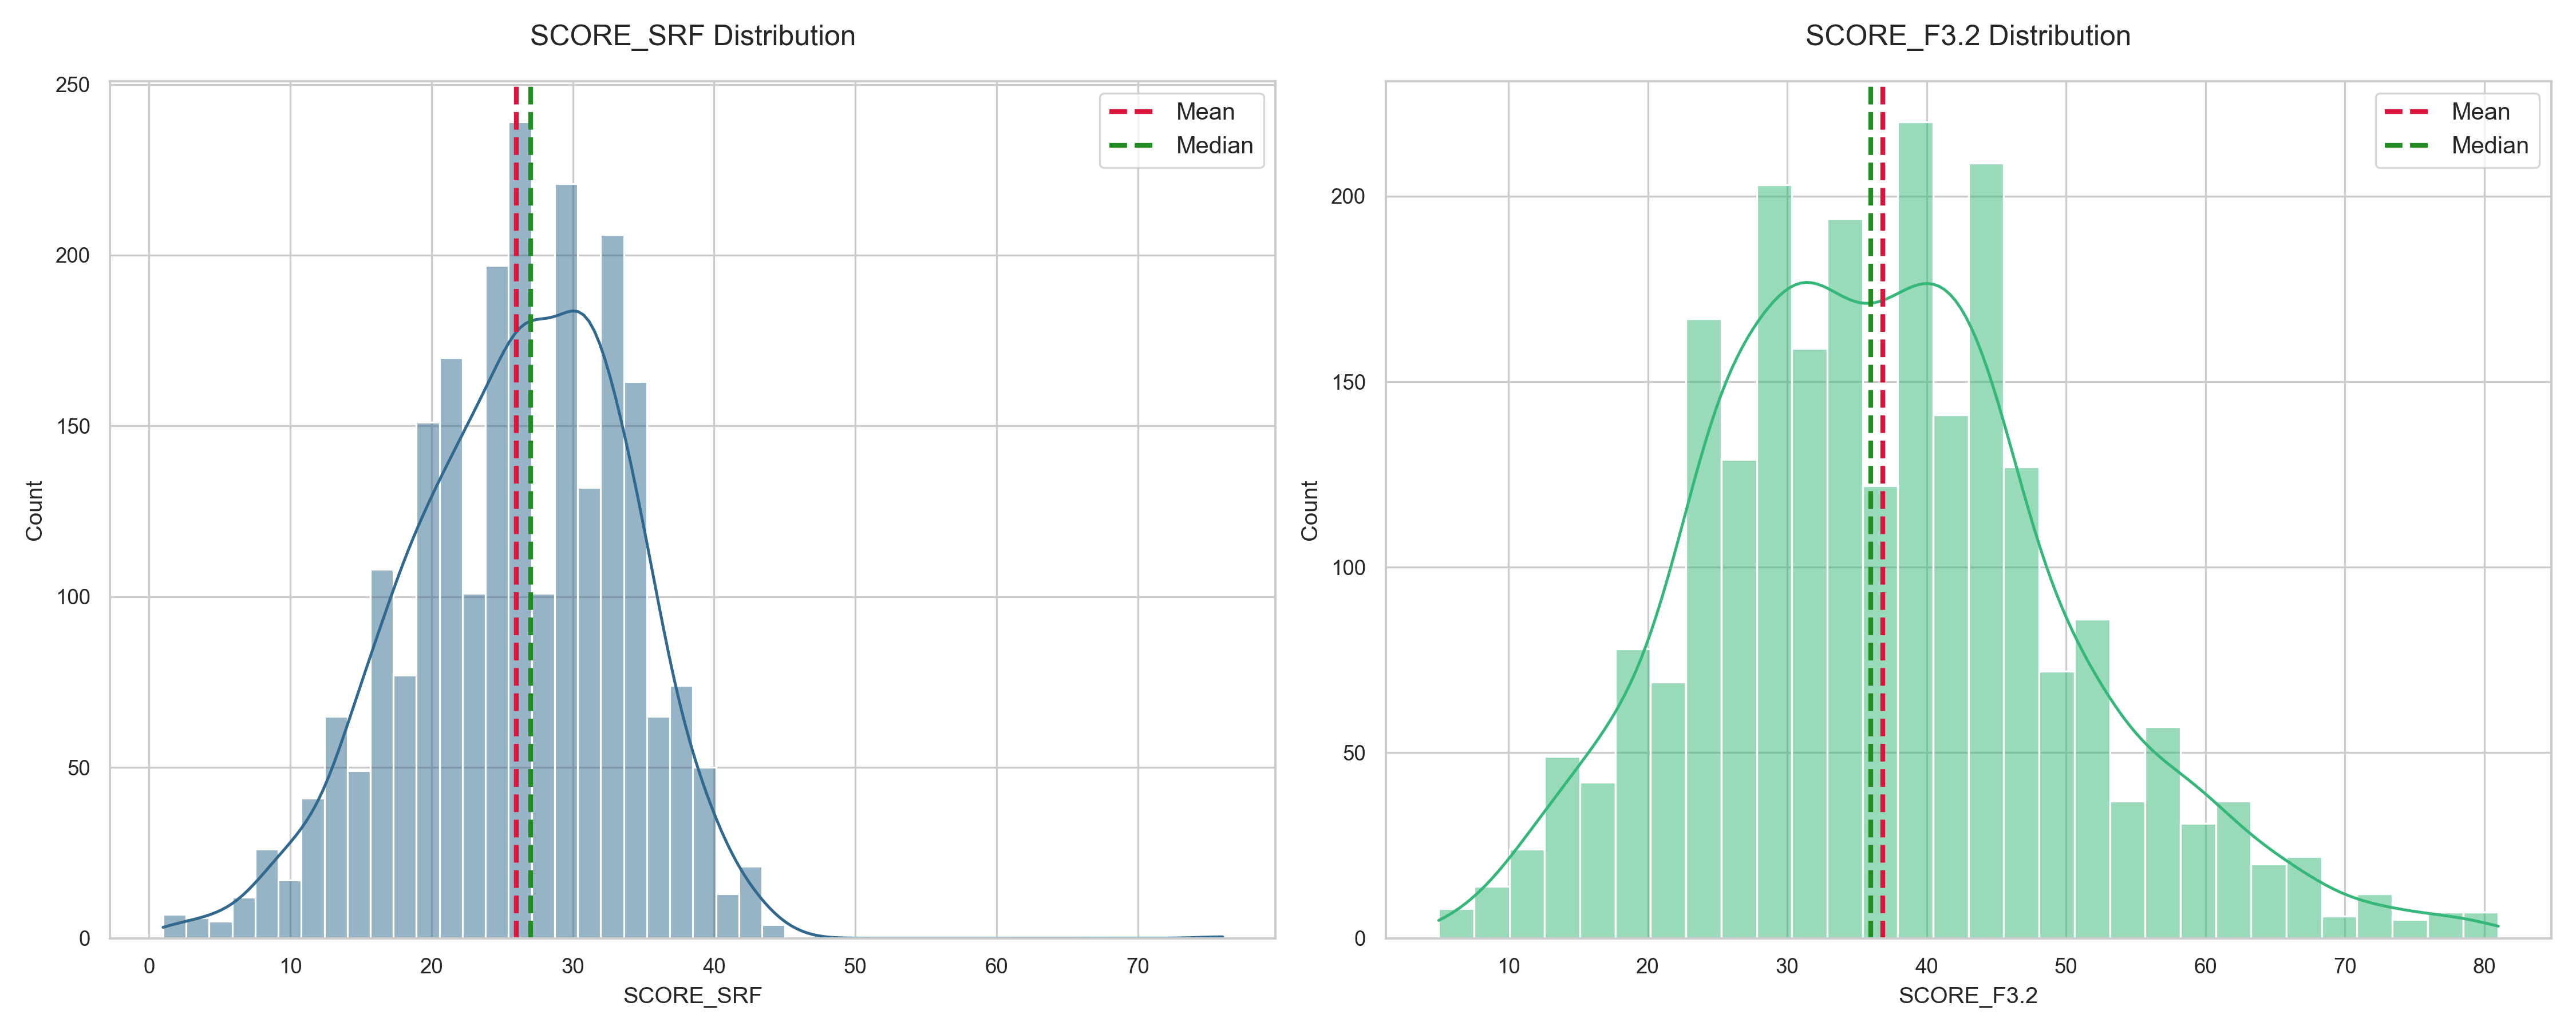 SCORE_SRF Distribution
250
200
150
100
50
0
Count
0 10 20 30 40 50 60 70
SCORE_SRF
Mean
Median
SCORE_F3.2 Distribution
200
150
100
50
0
Count
10 20 30 40 50 60 70 80
SCORE_F3.2
Mean
Median